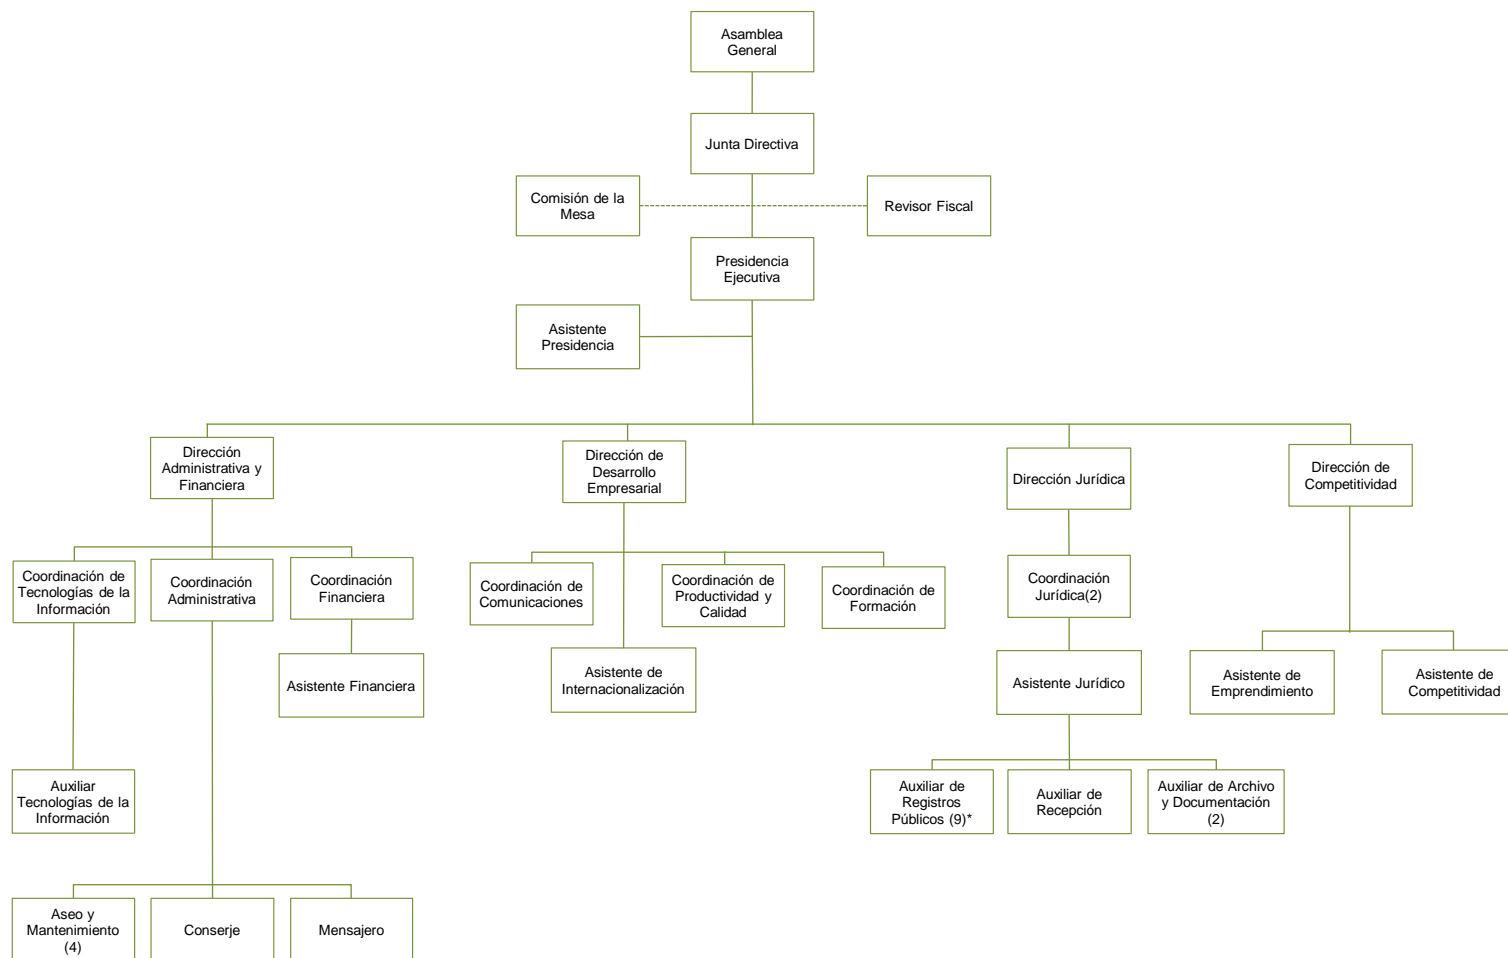 Asamblea
General
Junta Directiva
Comisión de la
Mesa
Revisor Fiscal
Presidencia
Ejecutiva
Asistente
Presidencia
Dirección
Administrativa y
Financiera
Dirección de
Desarrollo
Empresarial
Dirección Jurídica
Dirección de
Competitividad
Coordinación de
Tecnologías de la
Información
Coordinación
Administrativa
Coordinación
Financiera
Coordinación de
Comunicaciones
Coordinación de
Productividad y
Calidad
Coordinación de
Formación
Coordinación
Jurídica(2)
Asistente Financiera
Asistente de
Internacionalización
Asistente Jurídico
Asistente de
Emprendimiento
Asistente de
Competitividad
Auxiliar
Tecnologías de la
Información
Auxiliar de
Registros
Públicos (9)*
Auxiliar de
Recepción
Auxiliar de Archivo
y Documentación
(2)
Aseo y
Mantenimiento
(4)
Conserje
Mensajero